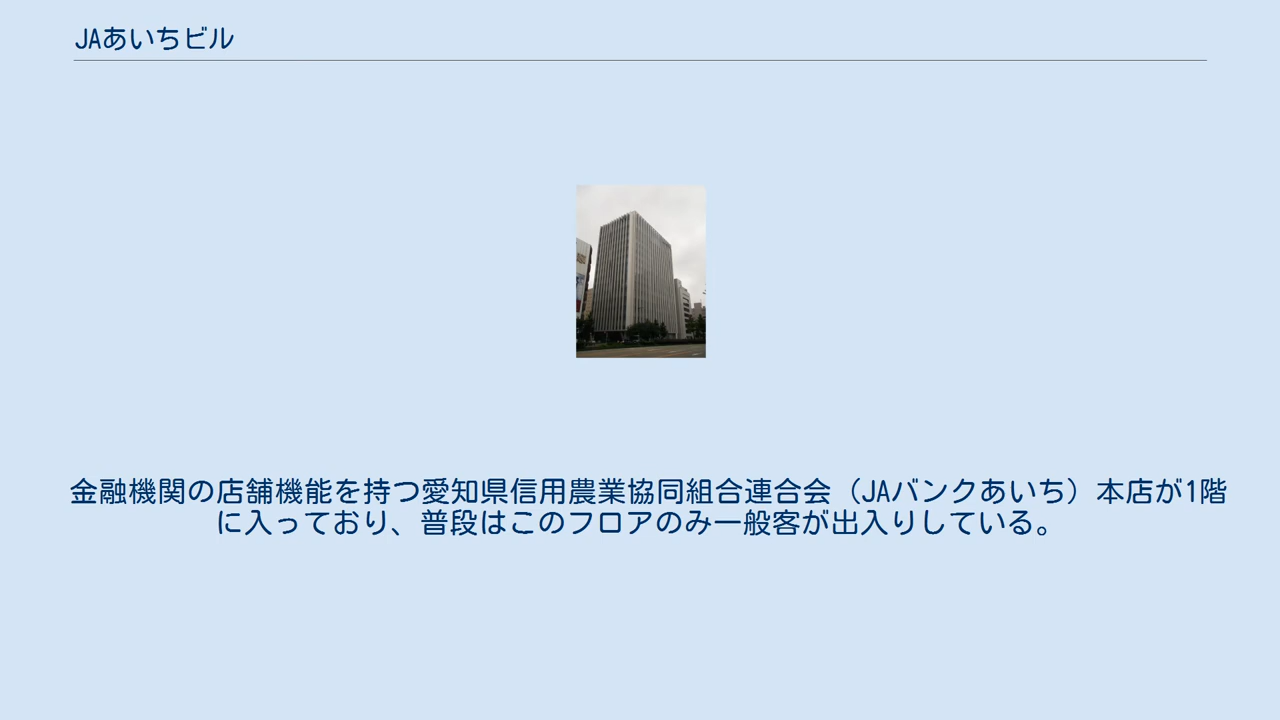 JAあいちビル
金融機関の店舗機能を持つ愛知県信用農業協同組合連合会（JAバンクあいち）本店が1階
に入っており、普段はこのフロアのみ一般客が出入りしている。